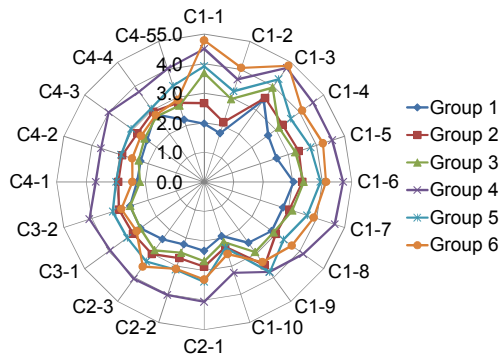 C4-55.0
C1-1
C1-2
C1-3
C1-4
C1-5
C1-6
C1-7
C1-8
C1-9
C1-10
C2-1
C2-2
C2-3
C3-1
C3-2
C4-1
C4-2
C4-3
C4-4
4.0
3.0
2.0
1.0
0.0
Group 1
Group 2
Group 3
Group 4
Group 5
Group 6